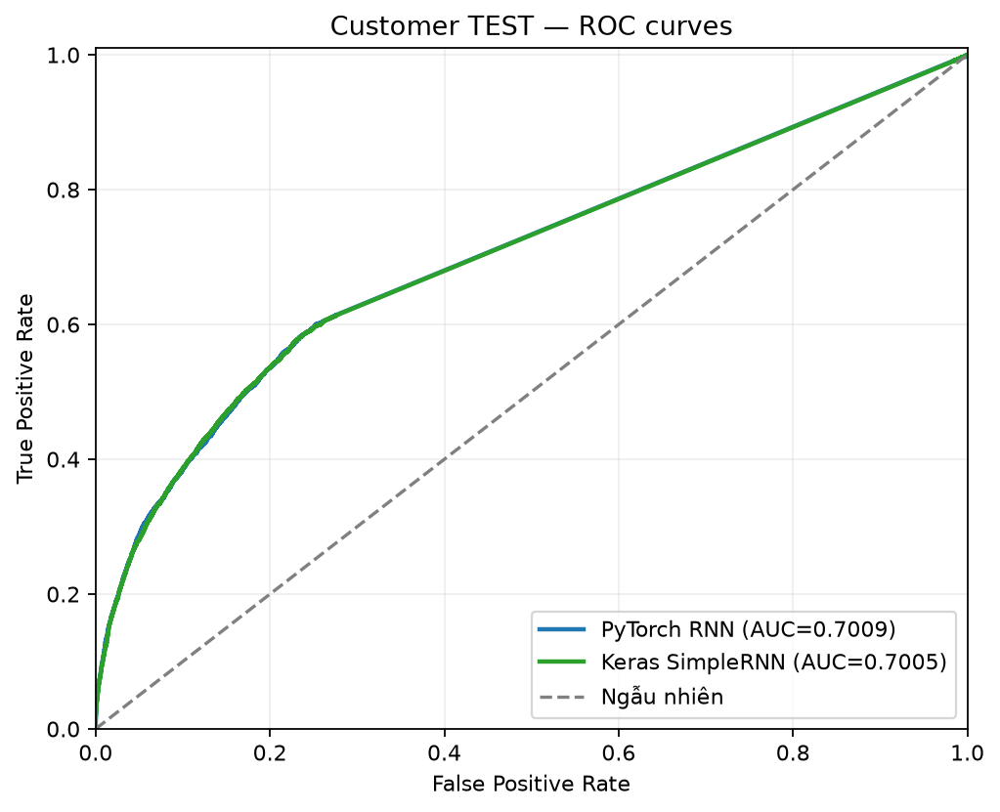 Customer TEST — ROC curves
True Positive Rate
1.0
0.8
0.6
0.4
0.2
0.0
PyTorch RNN (AUC=0.7009)
Keras SimpleRNN (AUC=0.7005)
Ngẫu nhiên
0.0 0.2 0.4 0.6 0.8 1.0
False Positive Rate